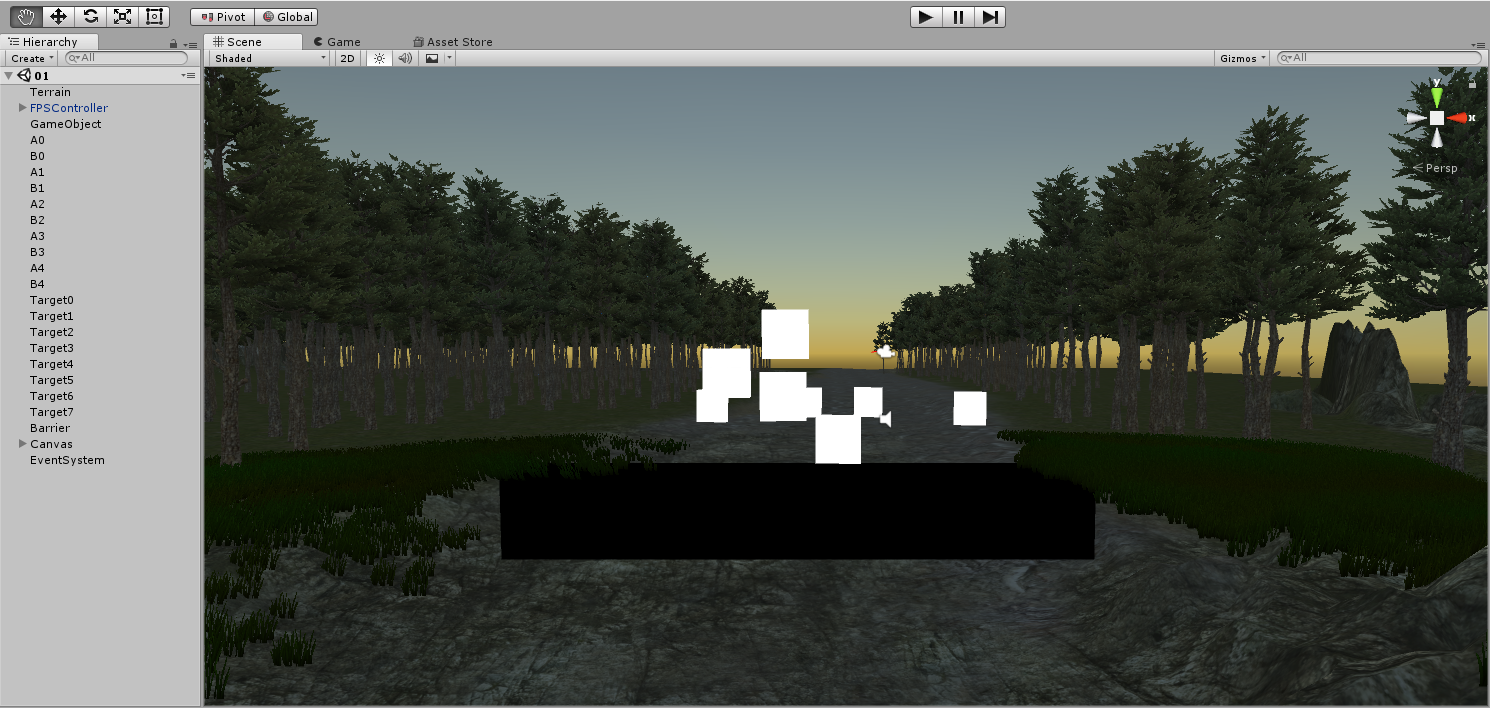 Pivot Global
Hierarchy Scene Game Asset Store
Create All Shaded 2D Gizmos All
01
Terrain
FPSController
GameObject
A0
B0
A1
B1
A2
B2
A3
B3
A4
B4
Target0
Target1
Target2
Target3
Target4
Target5
Target6
Target7
Barrier
Canvas
EventSystem
y
x
Persp